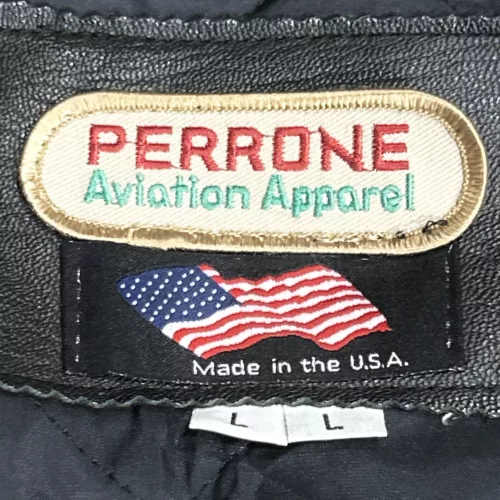 PERRONE
Aviation Apparel
Made in the U.S.A.
L L